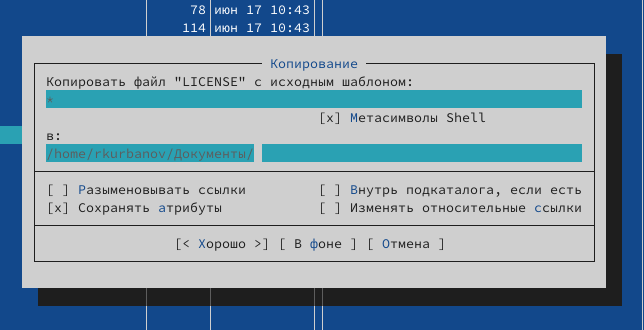 78 июн 17 10:43
114 июн 17 10:43
Копирование
Копировать файл "LICENSE" с исходным шаблоном:
*
[x] Метасимволы Shell
в:
/home/rkurbanov/Документы/
[ ] Разыменовывать ссылки [ ] Внутрь подкаталога, если есть
[x] Сохранять атрибуты [ ] Изменять относительные ссылки
[< Хорошо >] [ В фоне ] [ Отмена ]